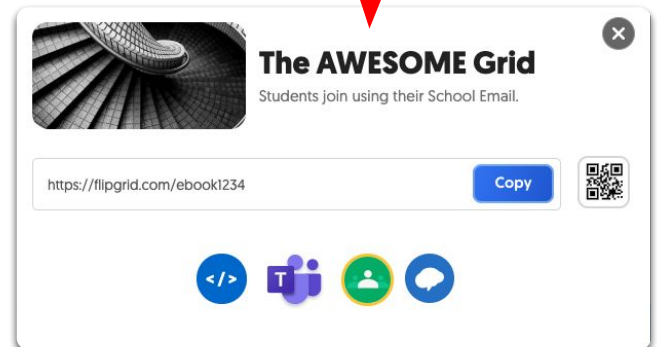 The AWESOME Grid
Students join using their School Email.
https://flipgrid.com/ebook1234
Copy
</>
T